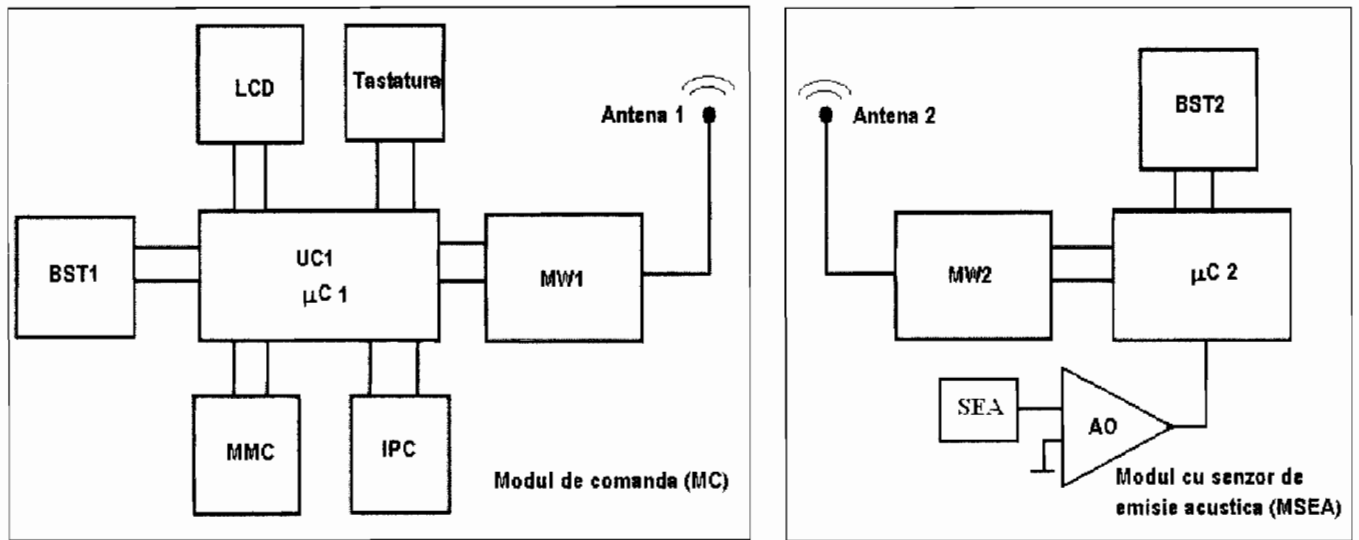 LCD
Tastatura
Antena 1
BST1
UC1
μC 1
MW1
MMC
IPC
Modul de comanda (MC)
Antena 2
BST2
MW2
μC 2
SEA
AO
Modul cu senzor de
emisie acustica (MSEA)